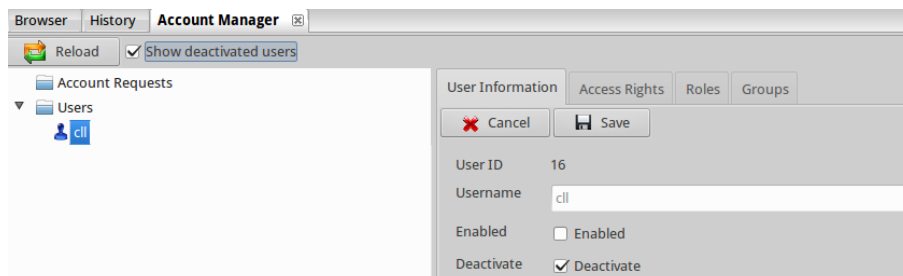 Browser History Account Manager
Reload Show deactivated users
Account Requests
Users
cll
User Information Access Rights Roles Groups
Cancel Save
User ID 16
Username cll
Enabled Enabled
Deactivate Deactivate